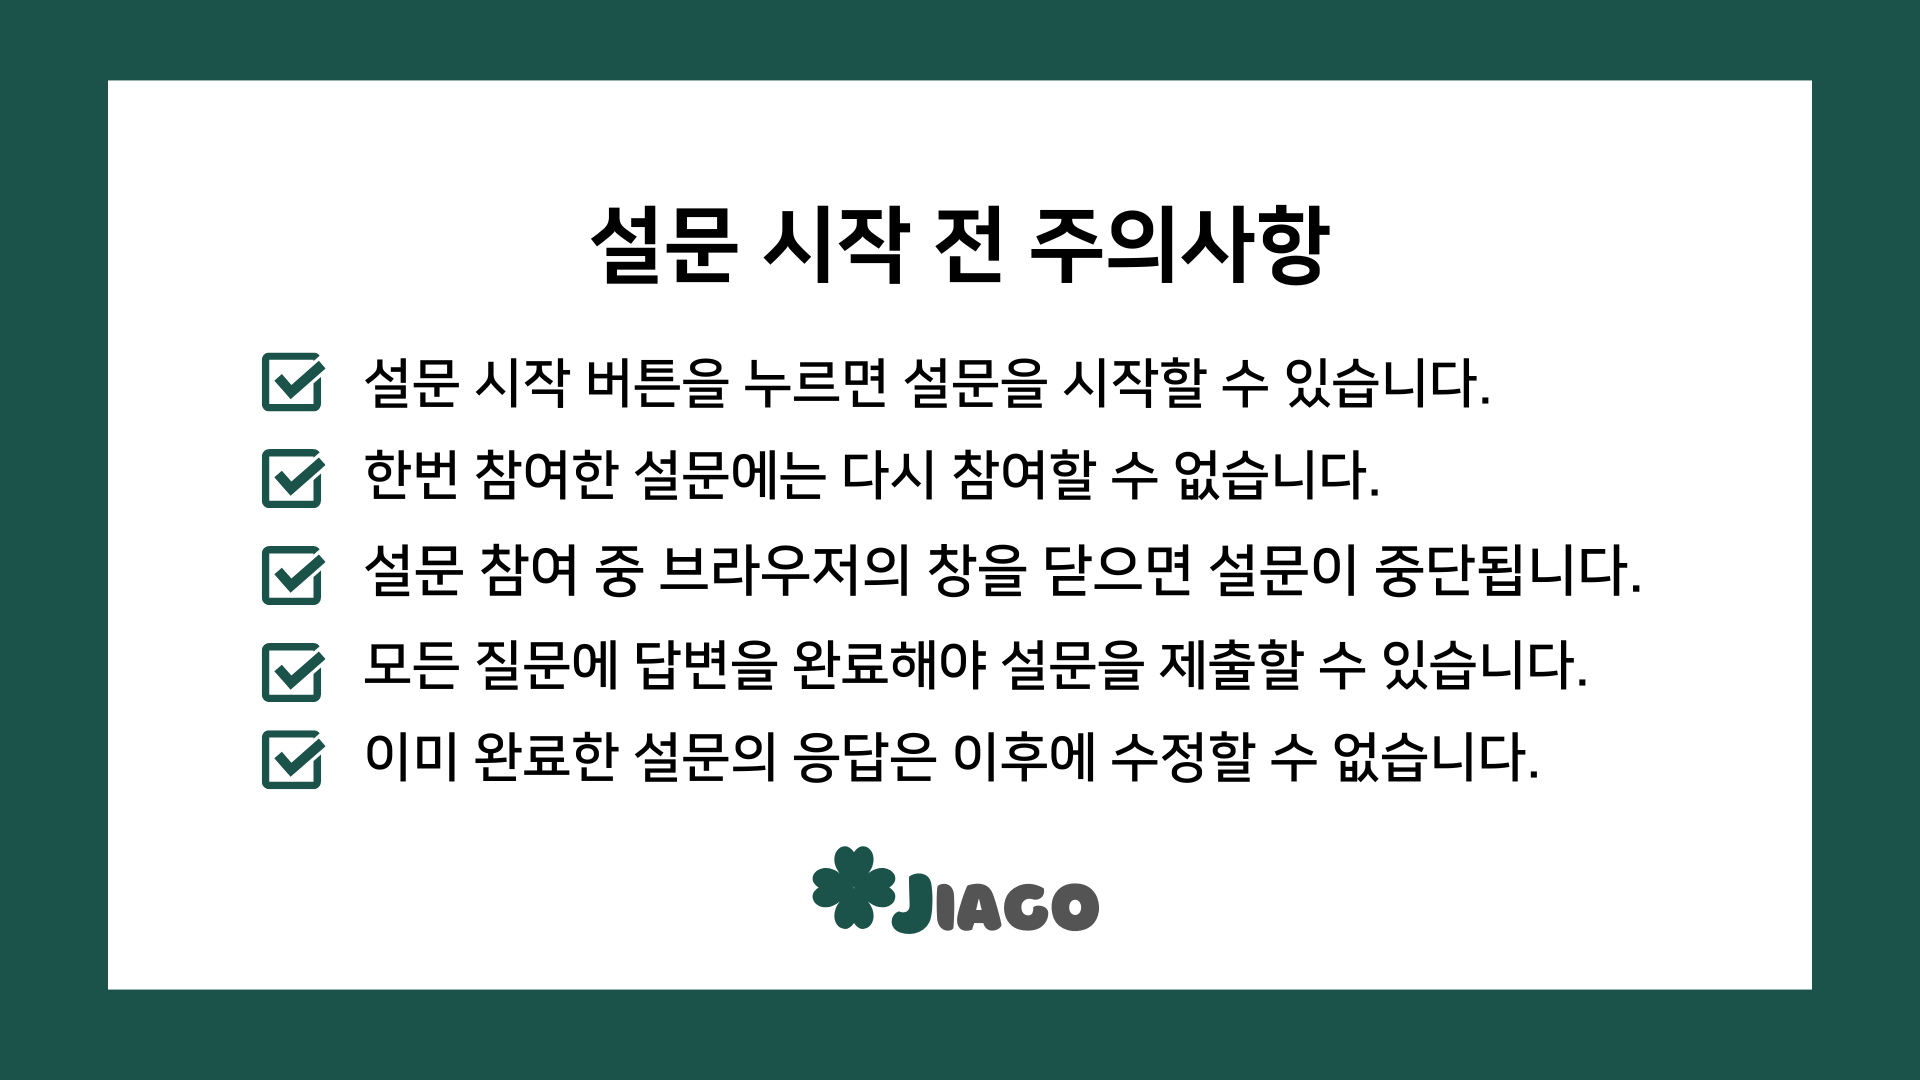 설문 시작 전 주의사항
설문 시작 버튼을 누르면 설문을 시작할 수 있습니다.
한번 참여한 설문에는 다시 참여할 수 없습니다.
설문 참여 중 브라우저의 창을 닫으면 설문이 중단됩니다.
모든 질문에 답변을 완료해야 설문을 제출할 수 있습니다.
이미 완료한 설문의 응답은 이후에 수정할 수 없습니다.
JIAGO